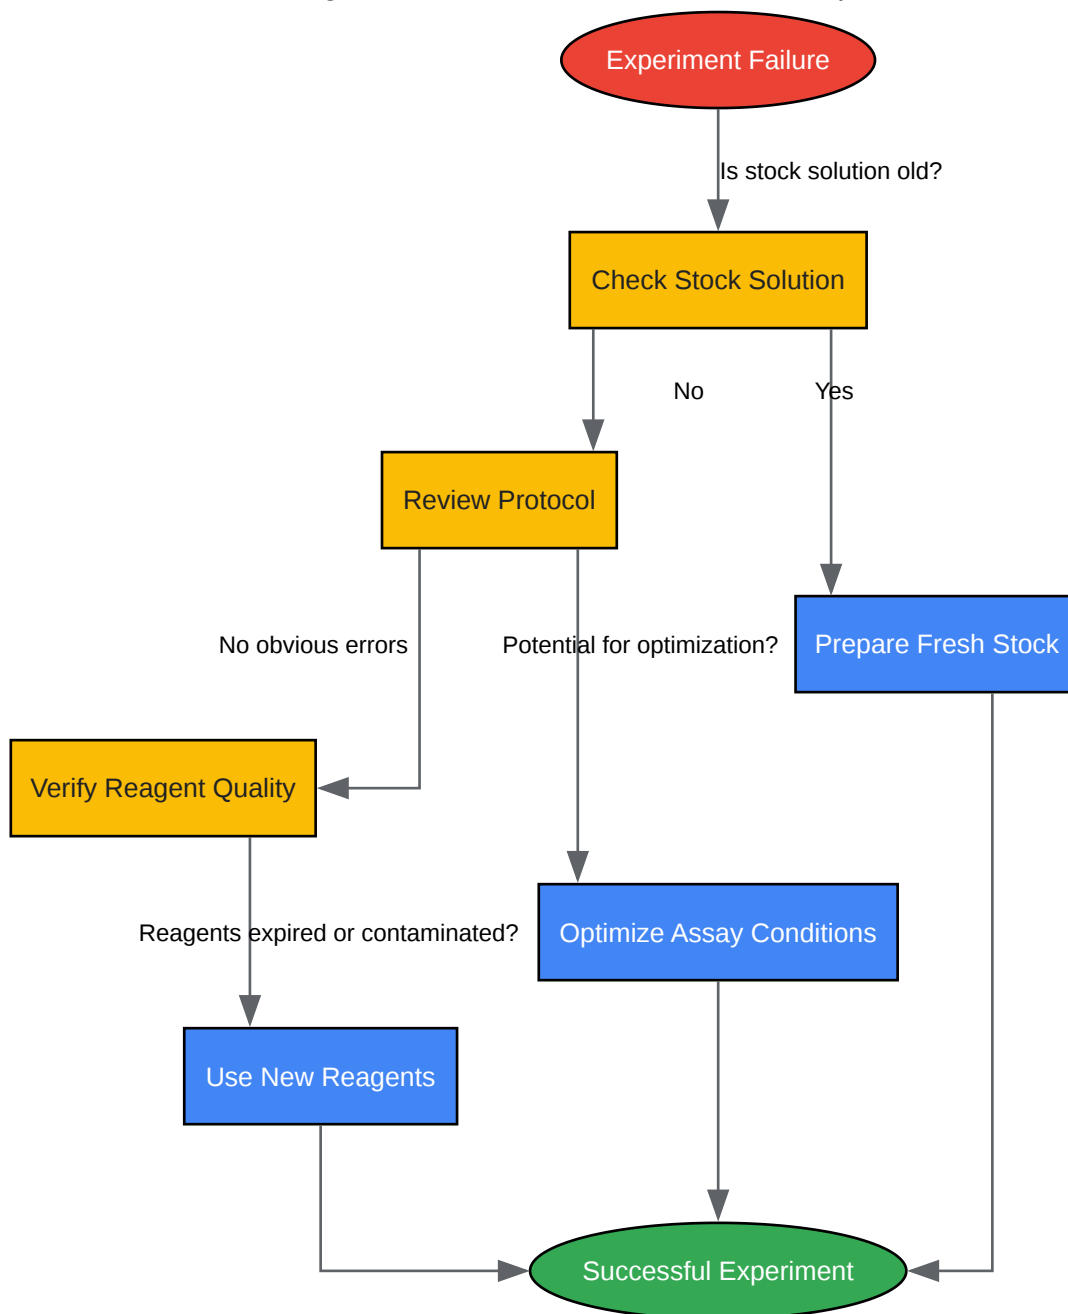 Experiment Failure
Is stock solution old?
Check Stock Solution
No
Yes
Review Protocol
No obvious errors
Potential for optimization?
Prepare Fresh Stock
Verify Reagent Quality
Reagents expired or contaminated?
Optimize Assay Conditions
Use New Reagents
Successful Experiment